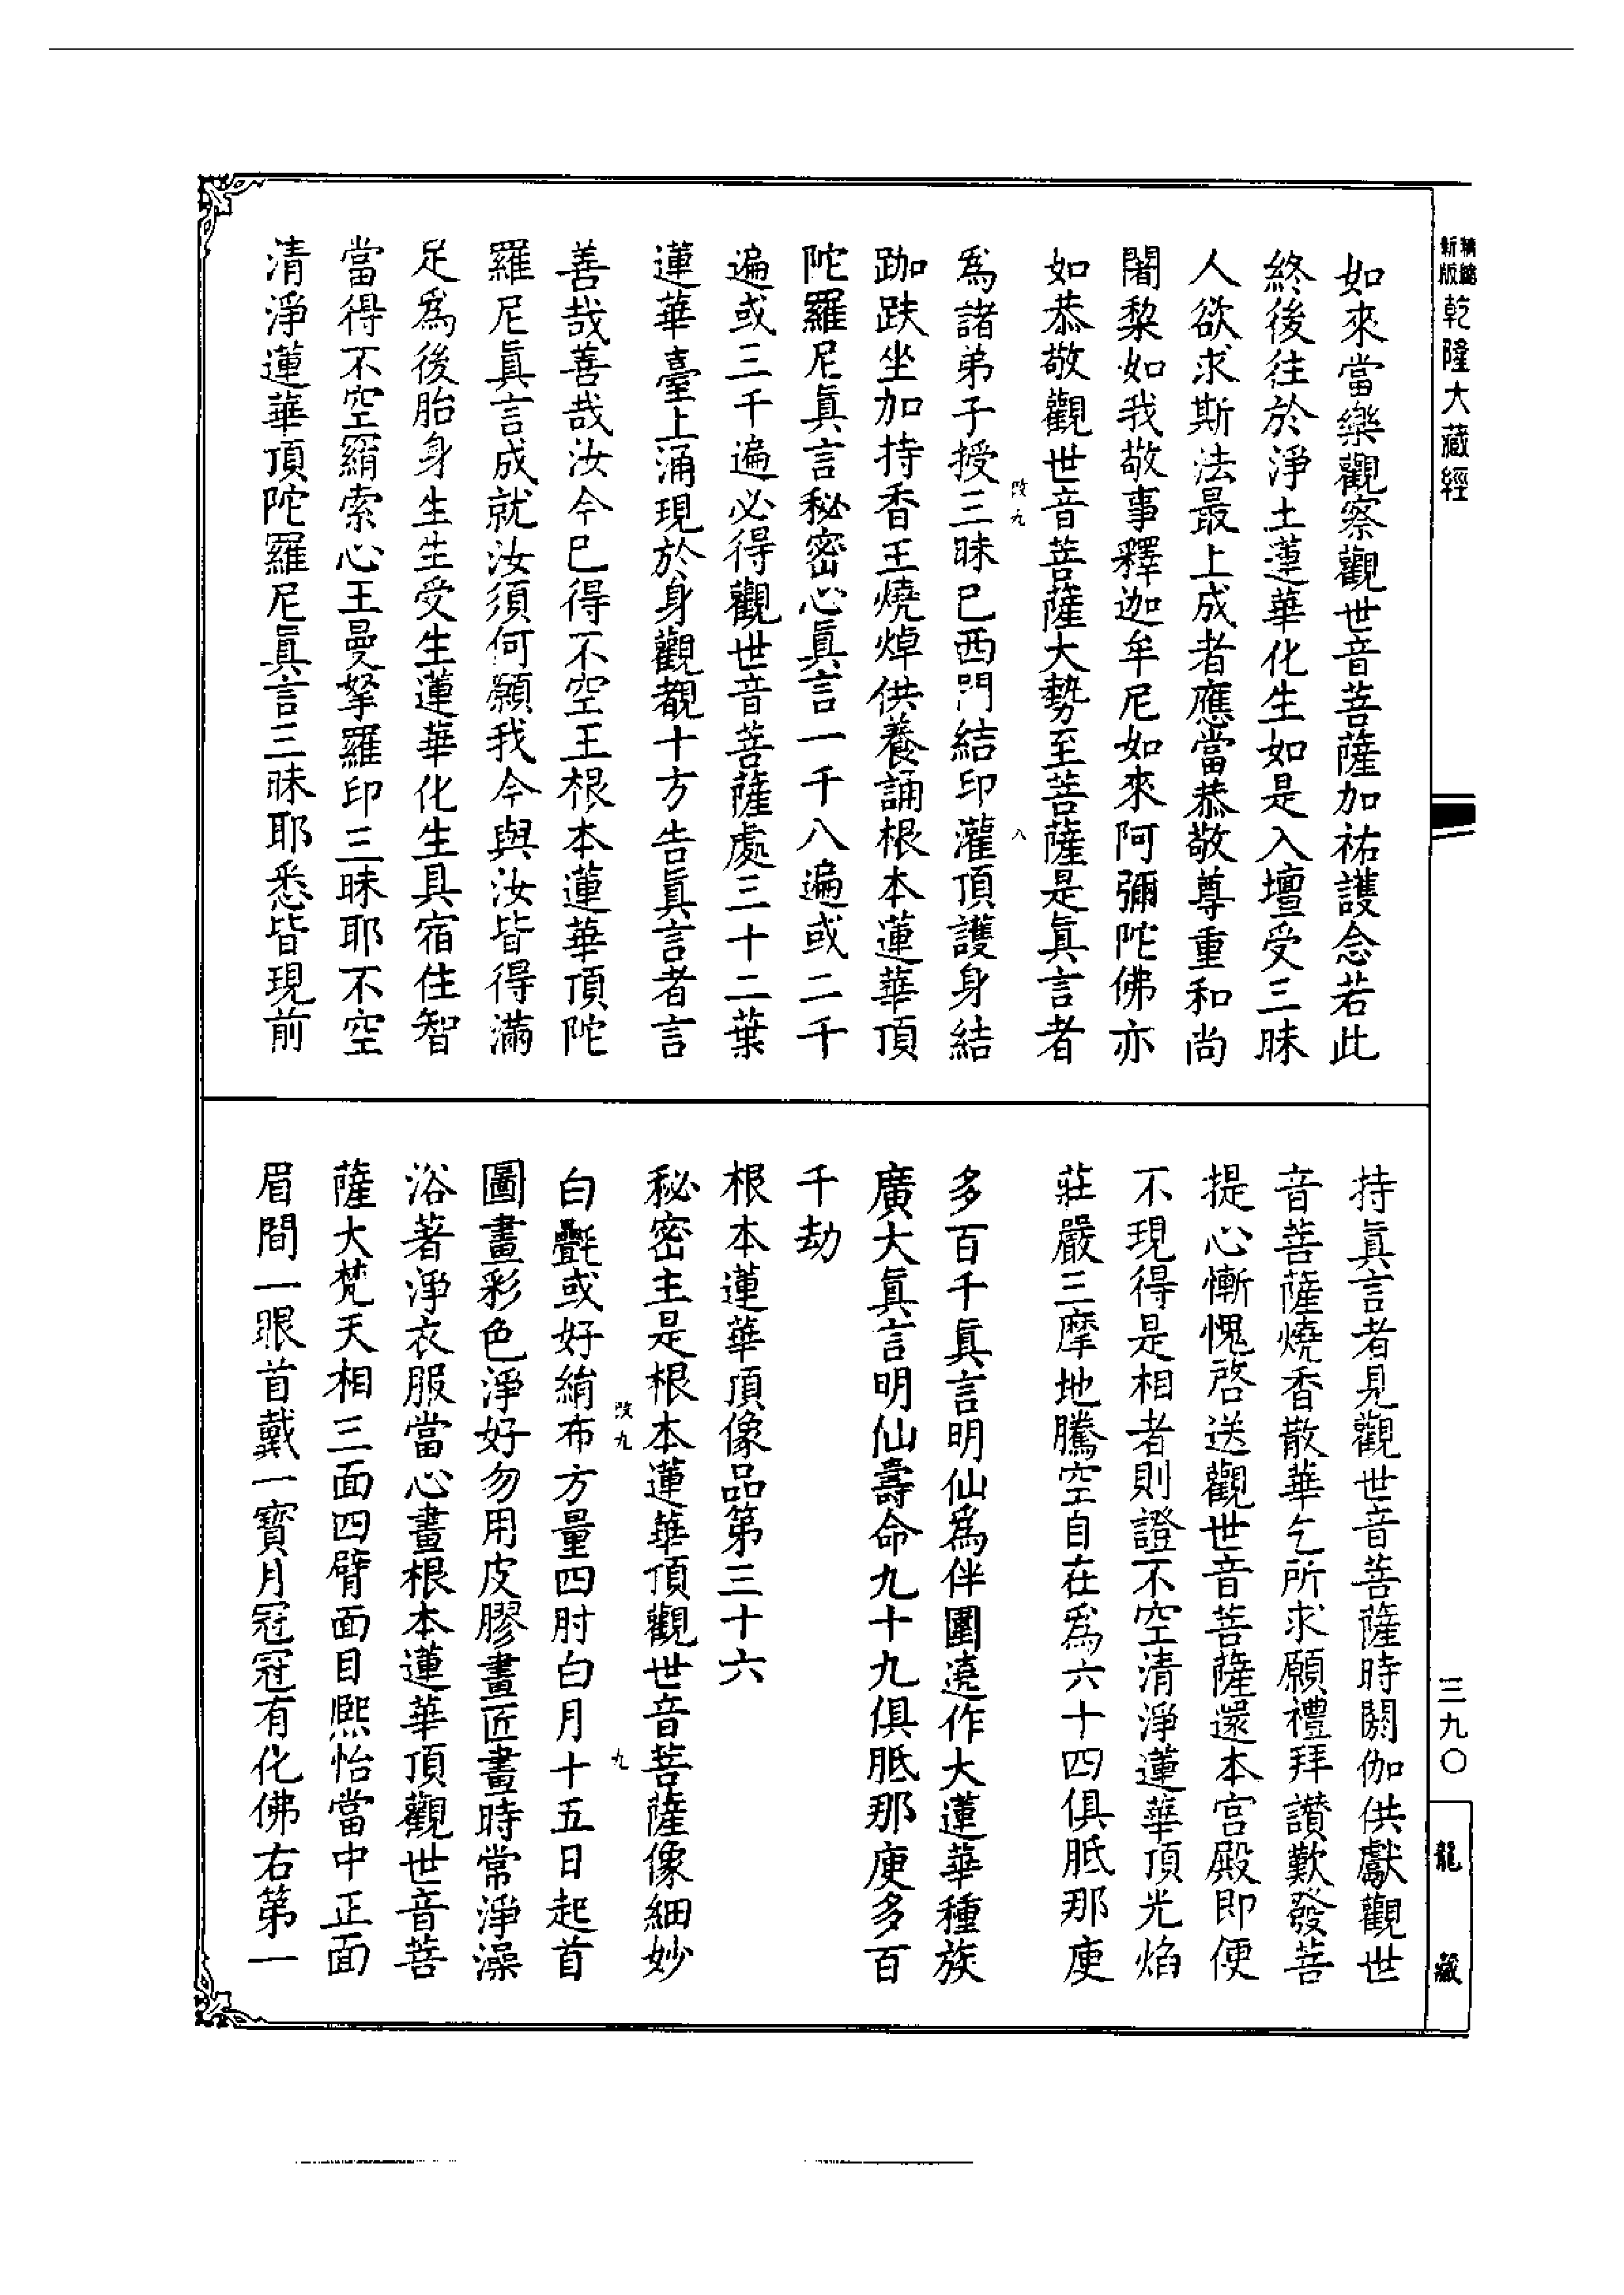 精縮新版乾隆大藏經
如來當樂觀察觀世音菩薩加祐護念若此
終後往於淨土蓮華化生如是入壇受三昧
人欲求斯法最上成者應當恭敬尊重和尚
闍棃如我敬事釋迦牟尼如來阿彌陀佛亦
如恭敬觀世音菩薩大勢至菩薩是眞言者
改九 八
爲諸弟子授三昧已西門結印灌頂護身結
跏趺坐加持香王燒焯供養誦根本蓮華頂
陀羅尼眞言秘密心眞言一千八遍或二千
遍或三千遍必得觀世音菩薩處三十二葉
蓮華臺上涌現於身觀覩十方告眞言者言
善哉善哉汝今已得不空王根本蓮華頂陀
羅尼眞言成就汝須何願我今與汝皆得滿
足爲後胎身生生受生蓮華化生具宿住智
當得不空羂索心王曼拏羅印三昧耶不空
清淨蓮華頂陀羅尼眞言三昧耶悉皆現前
持眞言者見觀世音菩薩時閼伽供獻觀世
音菩薩燒香散華乞所求願禮拜讚歎發菩
提心慚愧啓送觀世音菩薩還本宮殿即便
不現得是相者則證不空清淨蓮華頂光焰
莊嚴三摩地騰空自在爲六十四俱胝那庾
多百千眞言明仙爲伴圍遶作大蓮華種族
廣大眞言明仙壽命九十九俱胝那庾多百
千劫
根本蓮華頂像品第三十六
秘密主是根本蓮華頂觀世音菩薩像細妙
改九 九
白氎或好絹布方量四肘白月十五日起首
圖畫彩色淨好勿用皮膠畫匠畫時常淨澡
浴著淨衣服當心畫根本蓮華頂觀世音菩
薩大梵天相三面四臂面目熙怡當中正面
眉間一眼首戴一寳月冠冠有化佛右第一
三九〇
龍藏